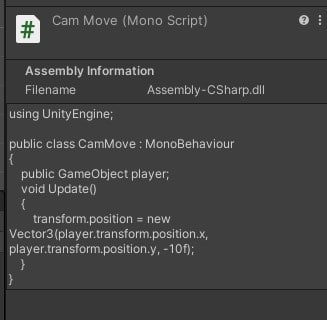 Cam Move (Mono Script)
#
Assembly Information
Filename Assembly-CSharp.dll
using UnityEngine;
public class CamMove : MonoBehaviour
{
public GameObject player;
void Update()
{
transform.position = new
Vector3(player.transform.position.x,
player.transform.position.y, -10f);
}
}